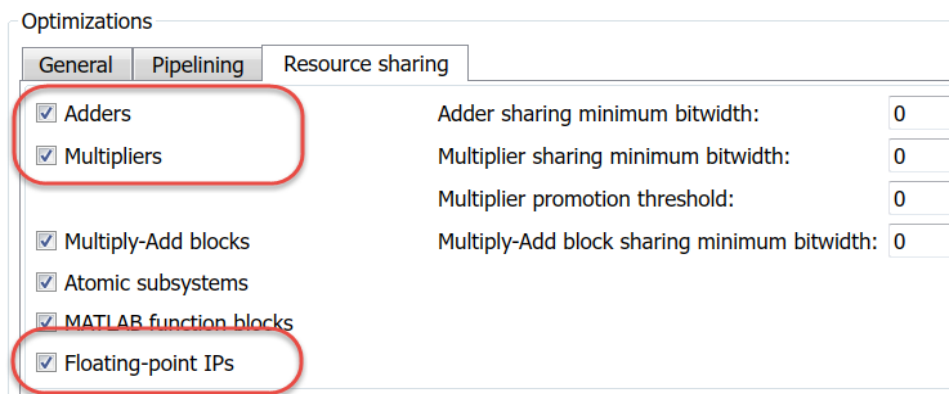 Optimizations
General Pipelining Resource sharing
Adders Adder sharing minimum bitwidth: 0
Multipliers Multiplier sharing minimum bitwidth: 0
Multiplier promotion threshold: 0
Multiply-Add blocks Multiply-Add block sharing minimum bitwidth: 0
Atomic subsystems
MATLAB function blocks
Floating-point IPs